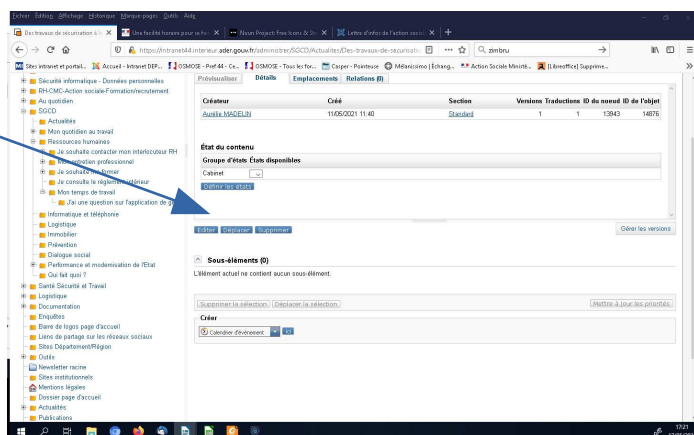 Fichier Édition Affichage Historique Marque-pages Outils Aide
Des travaux de sécurisation à l
Une facilité horaire pour la
Noun Project: Free Icons & St
Lettre d'infos de l'action social
https://intranet44.interieur.ader.gouv.fr/administrer/SGCD/Actualites/Des-travaux-de-securisatio
zimbru
Sites intranet et portail...
Accueil - Intranet DEP...
OSMOSE - Pref 44 - Ce...
OSMOSE - Tous les for...
Casper - Pointeuse
Mélanissimo | Échang...
Action Sociale Ministé...
[Libreoffice] Supprime...
Sécurité informatique - Données personnelles
RH-CMC-Action sociale-Formation/recrutement
Au quotidien
SGCD
Actualités
Mon quotidien au travail
Ressources humaines
Je souhaite contacter mon interlocuteur RH
Mon entretien professionnel
Je souhaite me former
Je consulte le règlement intérieur
Mon temps de travail
J'ai une question sur l'application de g
Informatique et téléphonie
Logistique
Immobilier
Prévention
Dialogue social
Performance et modernisation de l'Etat
Qui fait quoi ?
Santé Sécurité et Travail
Logistique
Documentation
Enquêtes
Barre de logos page d'accueil
Liens de partage sur les réseaux sociaux
Sites Département/Région
Outils
Newsletter racine
Sites institutionnels
Mentions légales
Dossier page d'accueil
Actualités
Publications
Prévisualiser Détails Emplacements Relations (0)
Créateur Créé Section Versions Traductions ID du noeud ID de l'objet
Aurélie MADELIN 11/05/2021 11:40 Standard 1 1 13943 14876
État du contenu
Groupe d'états États disponibles
Cabinet
Définir les états
Editer Déplacer Supprimer Gérer les versions
Sous-éléments (0)
L'élément actuel ne contient aucun sous-élément.
Supprimer la sélection Déplacer la sélection Mettre à jour les priorités
Créer
Calendrier d'événement ici
17:21